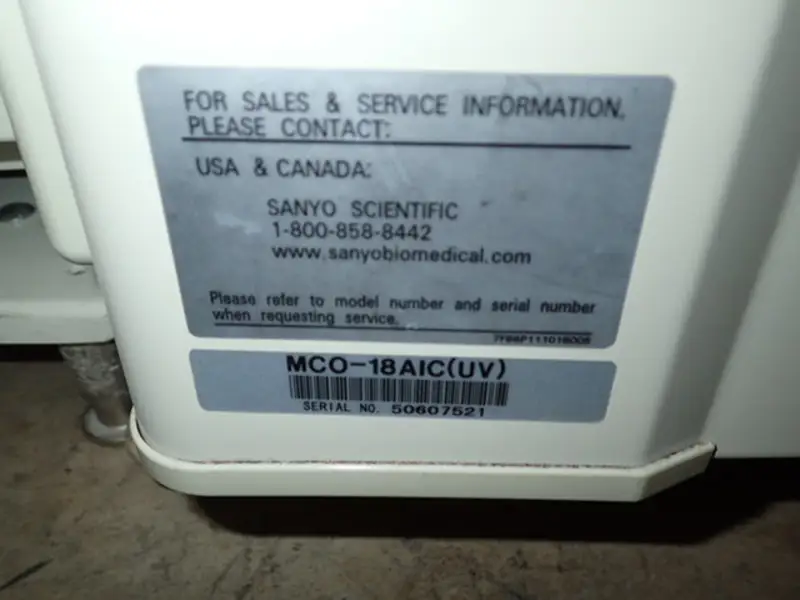 FOR SALES & SERVICE INFORMATION,
PLEASE CONTACT:
USA & CANADA:
SANYO SCIENTIFIC
1-800-858-8442
www.sanyobiomedical.com
Please refer to model number and serial number
when requesting service.
MCO-18AIC(UV)
SERIAL NO. 50607521